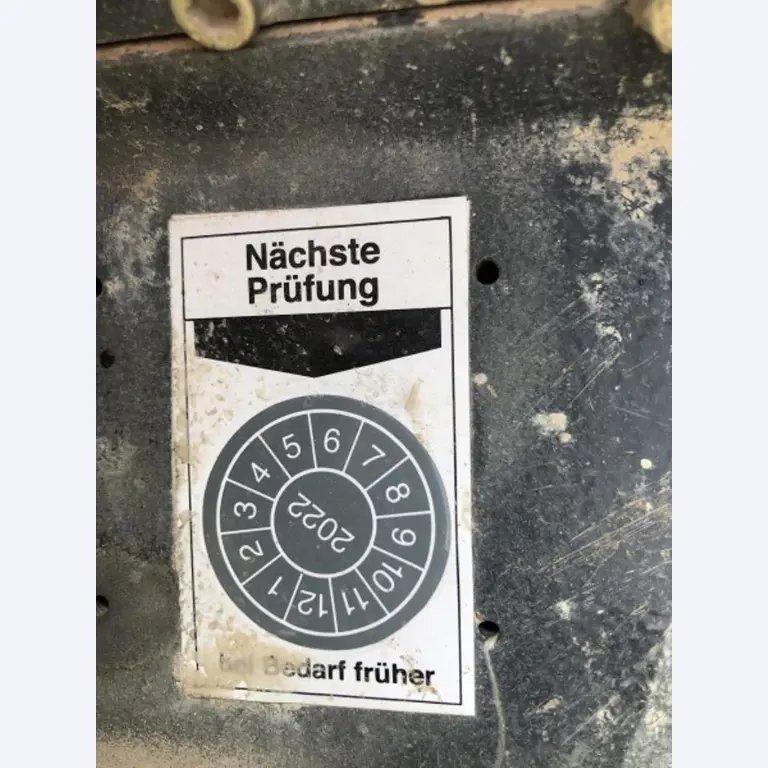 Nächste
Prüfung
1 2 3 4 5 6 7 8 9 10 11 12
2022
bei Bedarf früher